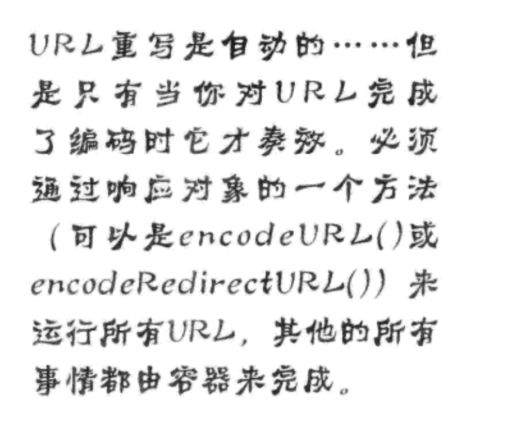 URL重写是自动的……但
是只有当你对URL完成
了编码时它才奏效。必须
通过响应对象的一个方法
（可以是encodeURL()或
encodeRedirectURL()）来
运行所有URL，其他的所有
事情都由容器来完成。